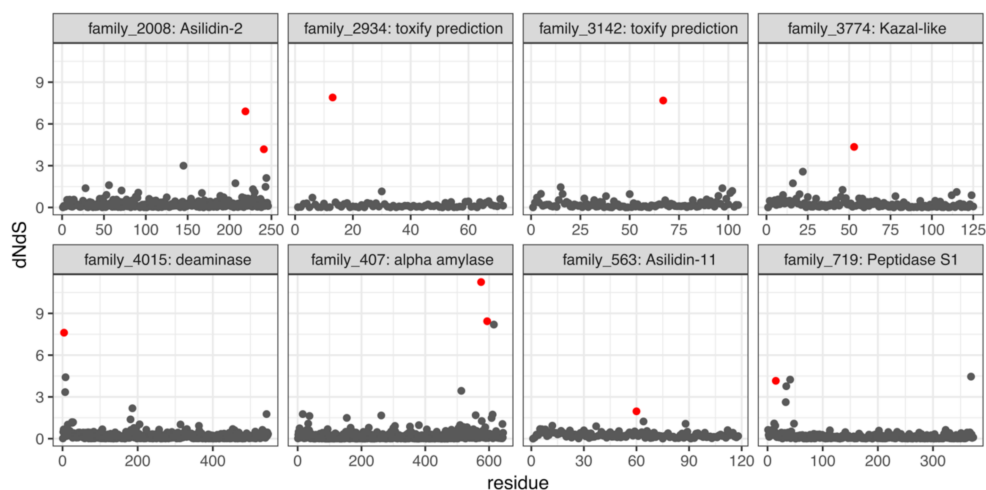 family_2008: Asilidin-2
family_2934: toxify prediction
family_3142: toxify prediction
family_3774: Kazal-like
9
6
3
0
0 50 100 150 200 250
0 20 40 60
0 25 50 75 100
0 25 50 75 100 125
dNdS
family_4015: deaminase
family_407: alpha amylase
family_563: Asilidin-11
family_719: Peptidase S1
9
6
3
0
0 200 400
0 200 400 600
0 30 60 90 120
0 100 200 300
residue